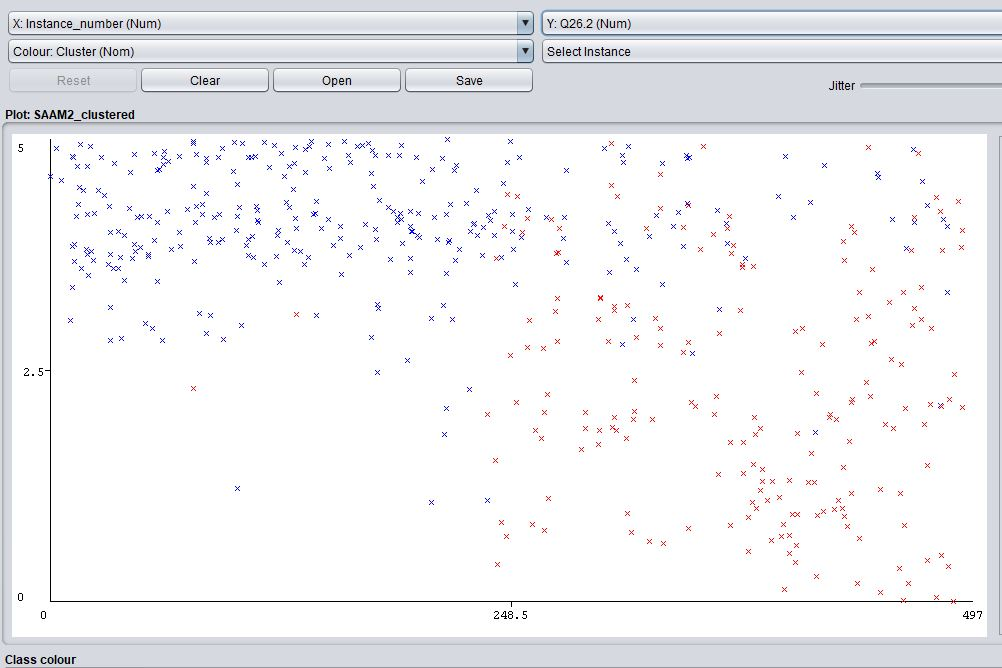 X: Instance_number (Num) Y: Q26.2 (Num)
Colour: Cluster (Nom) Select Instance
Reset Clear Open Save Jitter
Plot: SAAM2_clustered
5
2.5
0
0 248.5 497
Class colour